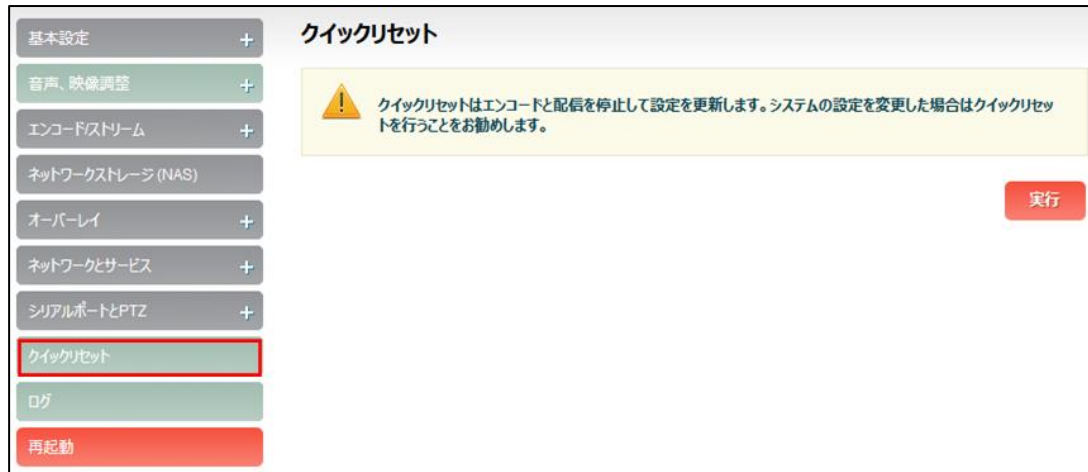 基本設定 +
音声、映像調整 +
エンコード/ストリーム +
ネットワークストレージ (NAS)
オーバーレイ +
ネットワークとサービス +
シリアルポートとPTZ +
クイックリセット
ログ
再起動
クイックリセット
クイックリセットはエンコードと配信を停止して設定を更新します。システムの設定を変更した場合はクイックリセッ
トを行うことをお勧めします。
実行